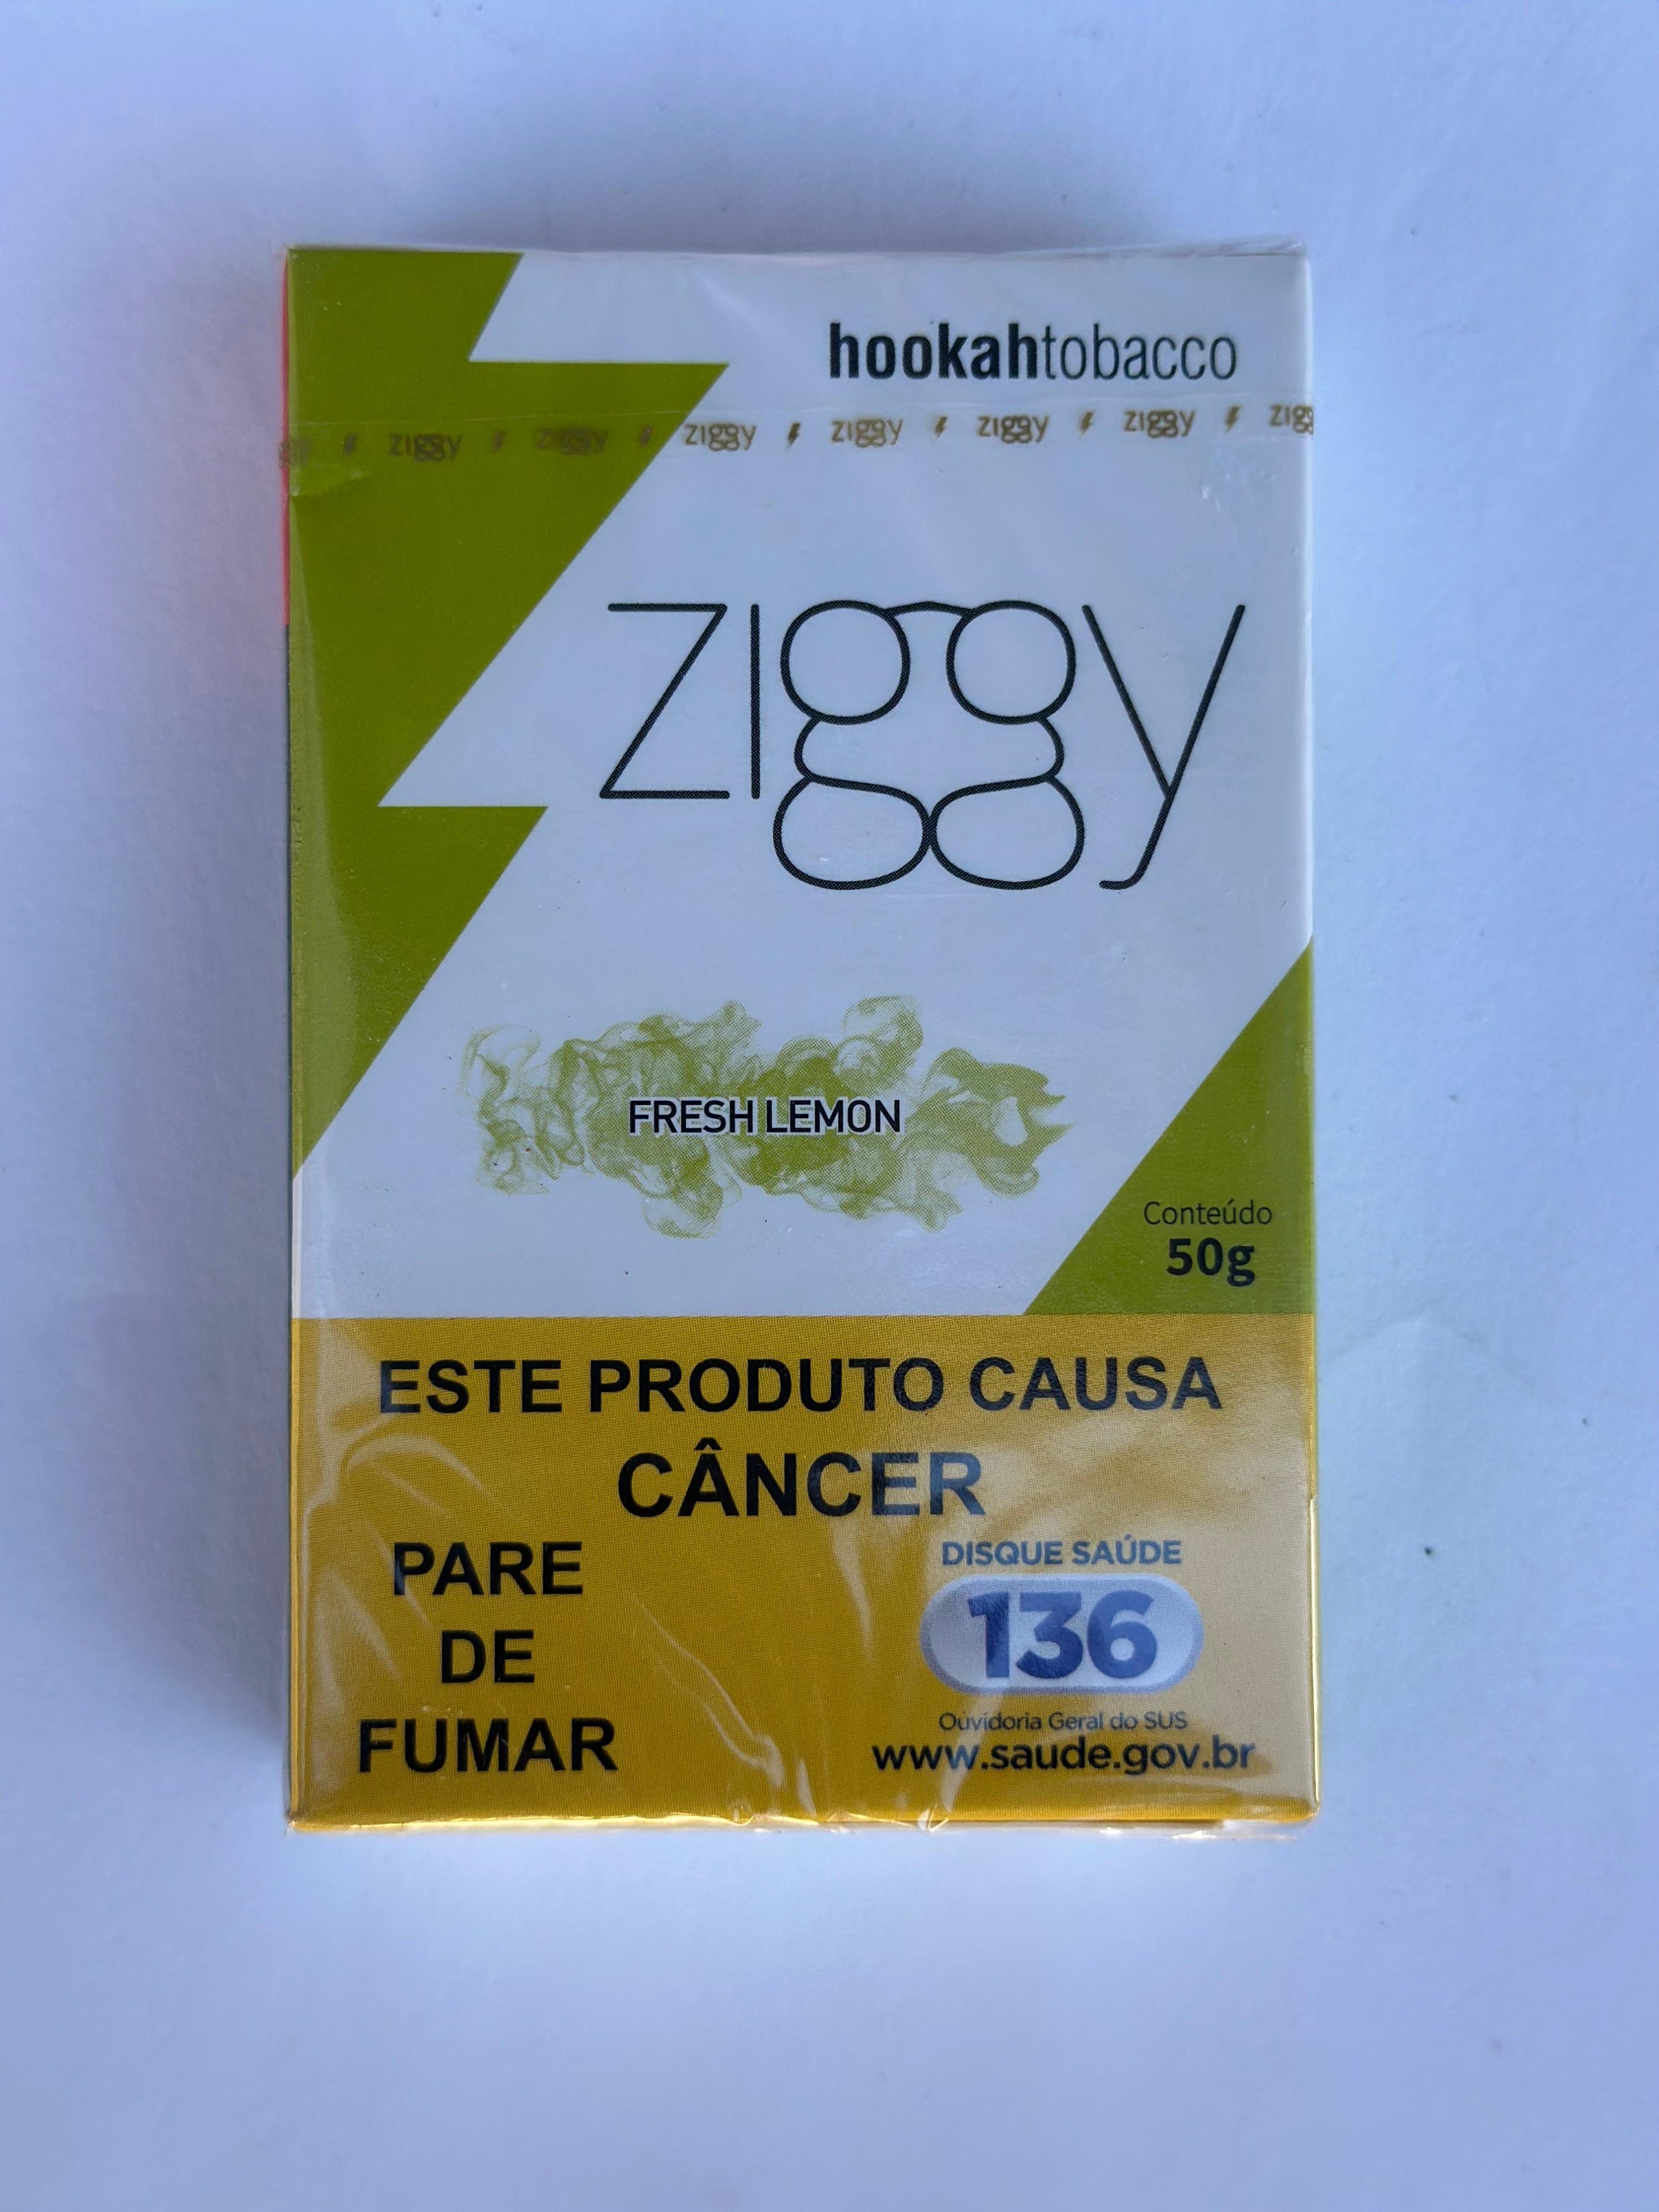 hookahtobacco
ziggy ziggy ziggy ziggy ziggy ziggy
ziggy
FRESH LEMON
Conteúdo
50g
ESTE PRODUTO CAUSA
CÂNCER
PARE
DE
FUMAR
DISQUE SAÚDE
136
Ouvidoria Geral do SUS
www.saude.gov.br